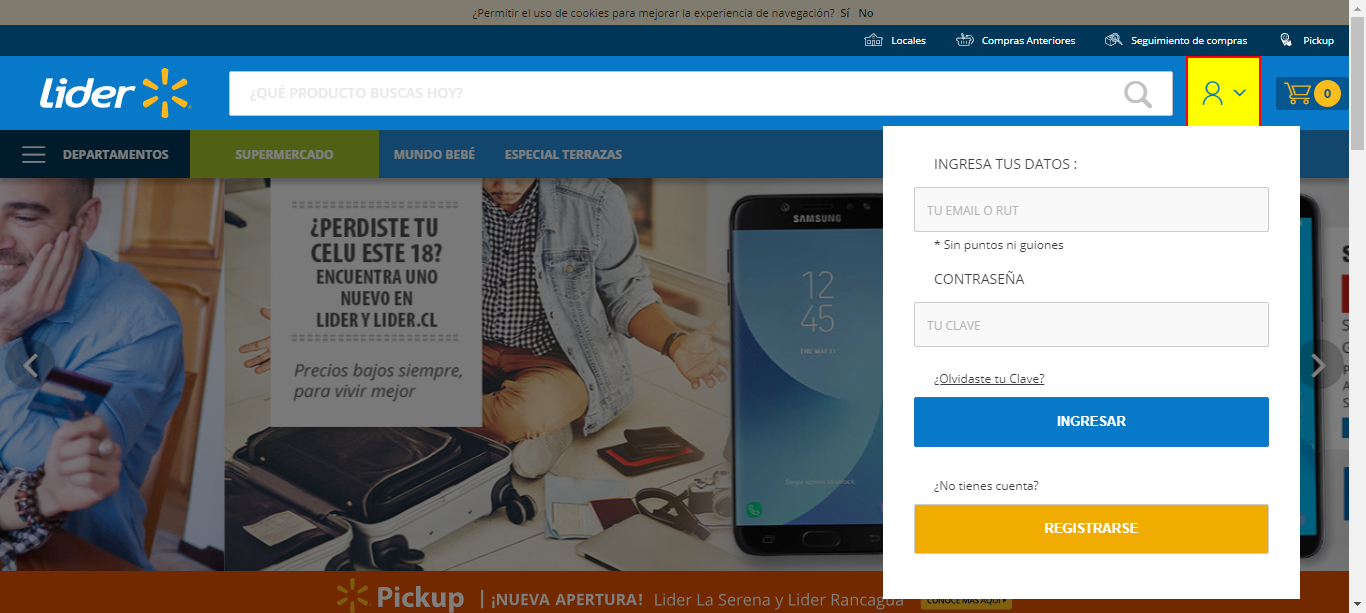 ¿Permitir el uso de cookies para mejorar la experiencia de navegación? Sí No
Locales Compras Anteriores Seguimiento de compras Pickup
Lider
¿QUÉ PRODUCTO BUSCAS HOY?
0
DEPARTAMENTOS SUPERMERCADO MUNDO BEBÉ ESPECIAL TERRAZAS
¿PERDISTE TU
CELU ESTE 18?
ENCUENTRA UNO
NUEVO EN
LIDER Y LIDER.CL
Precios bajos siempre,
para vivir mejor
SAMSUNG
12
45
INGRESA TUS DATOS :
TU EMAIL O RUT
* Sin puntos ni guiones
CONTRASEÑA
TU CLAVE
¿Olvidaste tu Clave?
INGRESAR
¿No tienes cuenta?
REGISTRARSE
Pickup | ¡NUEVA APERTURA! Lider La Serena y Lider Rancagua